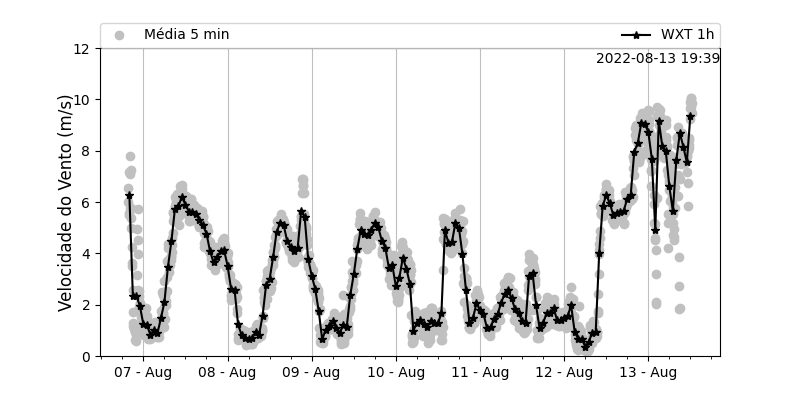 Média 5 min
WXT 1h
2022-08-13 19:39
Velocidade do Vento (m/s)
12
10
8
6
4
2
0
07 - Aug
08 - Aug
09 - Aug
10 - Aug
11 - Aug
12 - Aug
13 - Aug